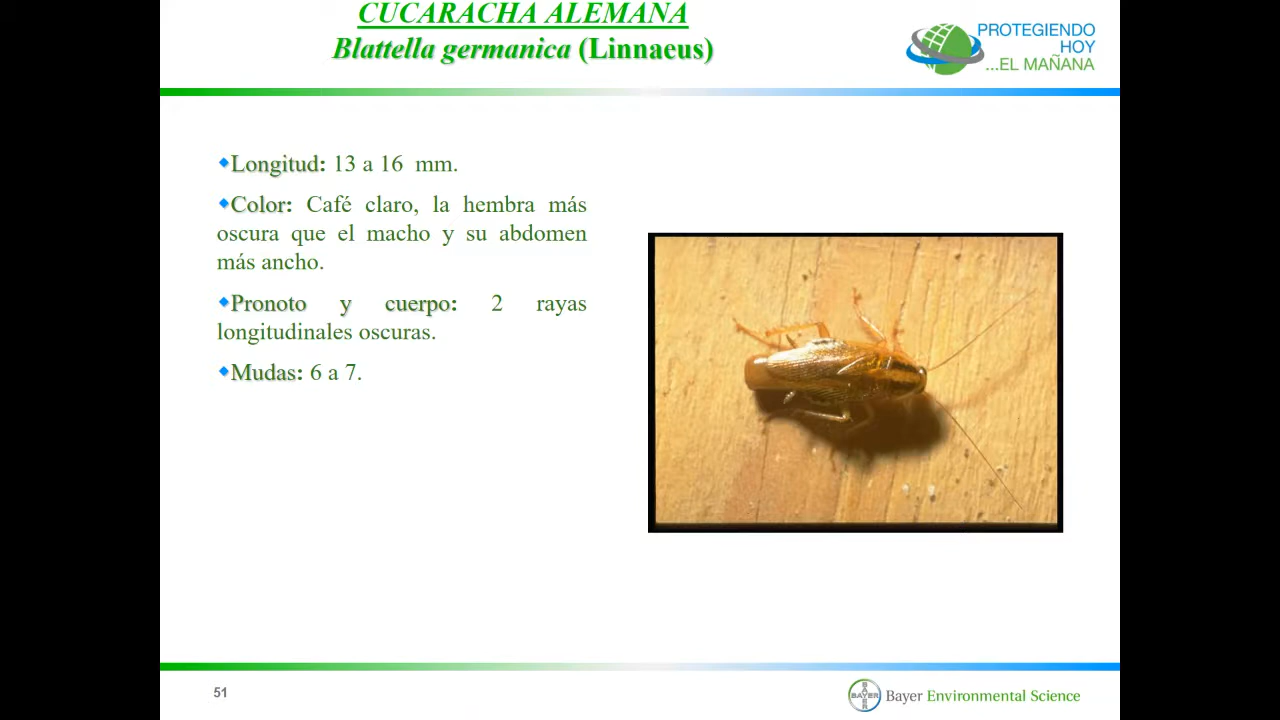 CUCARACHA ALEMANA
Blattella germanica (Linnaeus)
PROTEGIENDO
HOY
...EL MAÑANA
Longitud: 13 a 16 mm.
Color: Café claro, la hembra más
oscura que el macho y su abdomen
más ancho.
Pronoto y cuerpo: 2 rayas
longitudinales oscuras.
Mudas: 6 a 7.
51
BAYER
Bayer Environmental Science